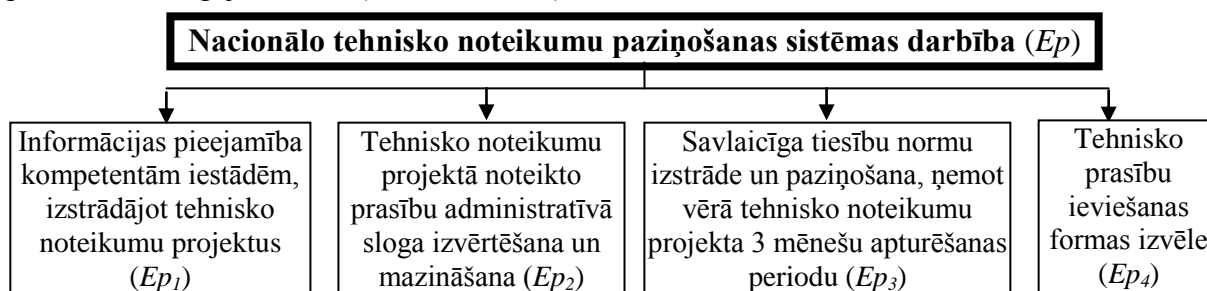 Nacionālo tehnisko noteikumu paziņošanas sistēmas darbība (Ep)
Informācijas pieejamība
kompetentām iestādēm,
izstrādājot tehnisko
noteikumu projektus
(Ep₁)
Tehnisko noteikumu
projektā noteikto
prasību administratīvā
sloga izvērtēšana un
mazināšana (Ep₂)
Savlaicīga tiesību normu
izstrāde un paziņošana, ņemot
vērā tehnisko noteikumu
projekta 3 mēnešu apturēšanas
periodu (Ep₃)
Tehnisko
prasību
ieviešanas
formas izvēle
(Ep₄)